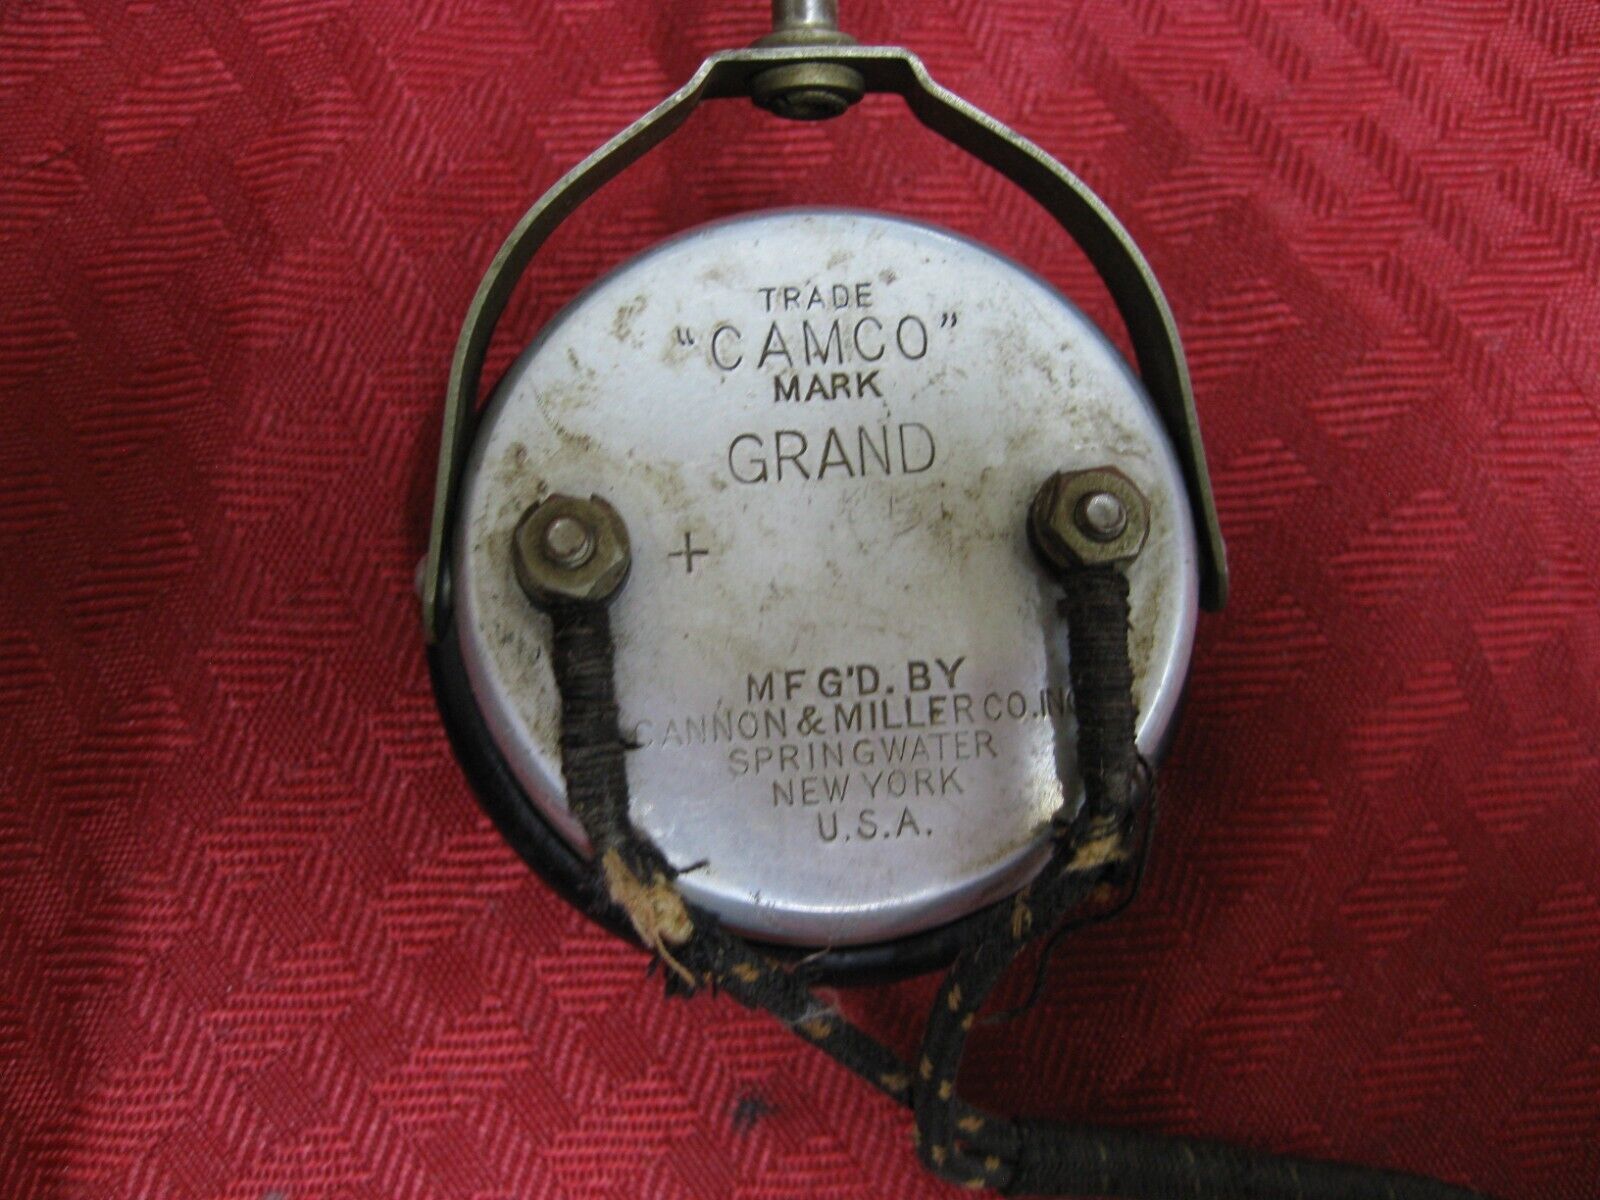 TRADE
"CAMCO"
MARK
GRAND
+
MFG'D. BY
CANNON & MILLER CO. INC
SPRINGWATER
NEW YORK
U.S.A.